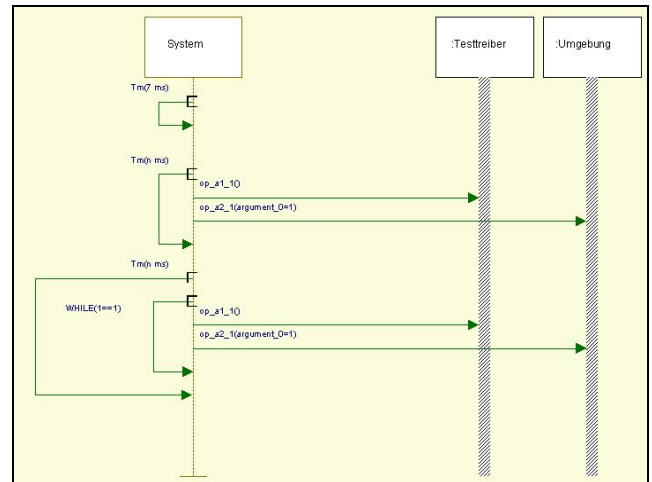 System
:Testtreiber
:Umgebung
Tm(7 ms)
Tm(n ms)
op_a1_1()
op_a2_1(argument_0=1)
Tm(n ms)
WHILE(1==1)
op_a1_1()
op_a2_1(argument_0=1)